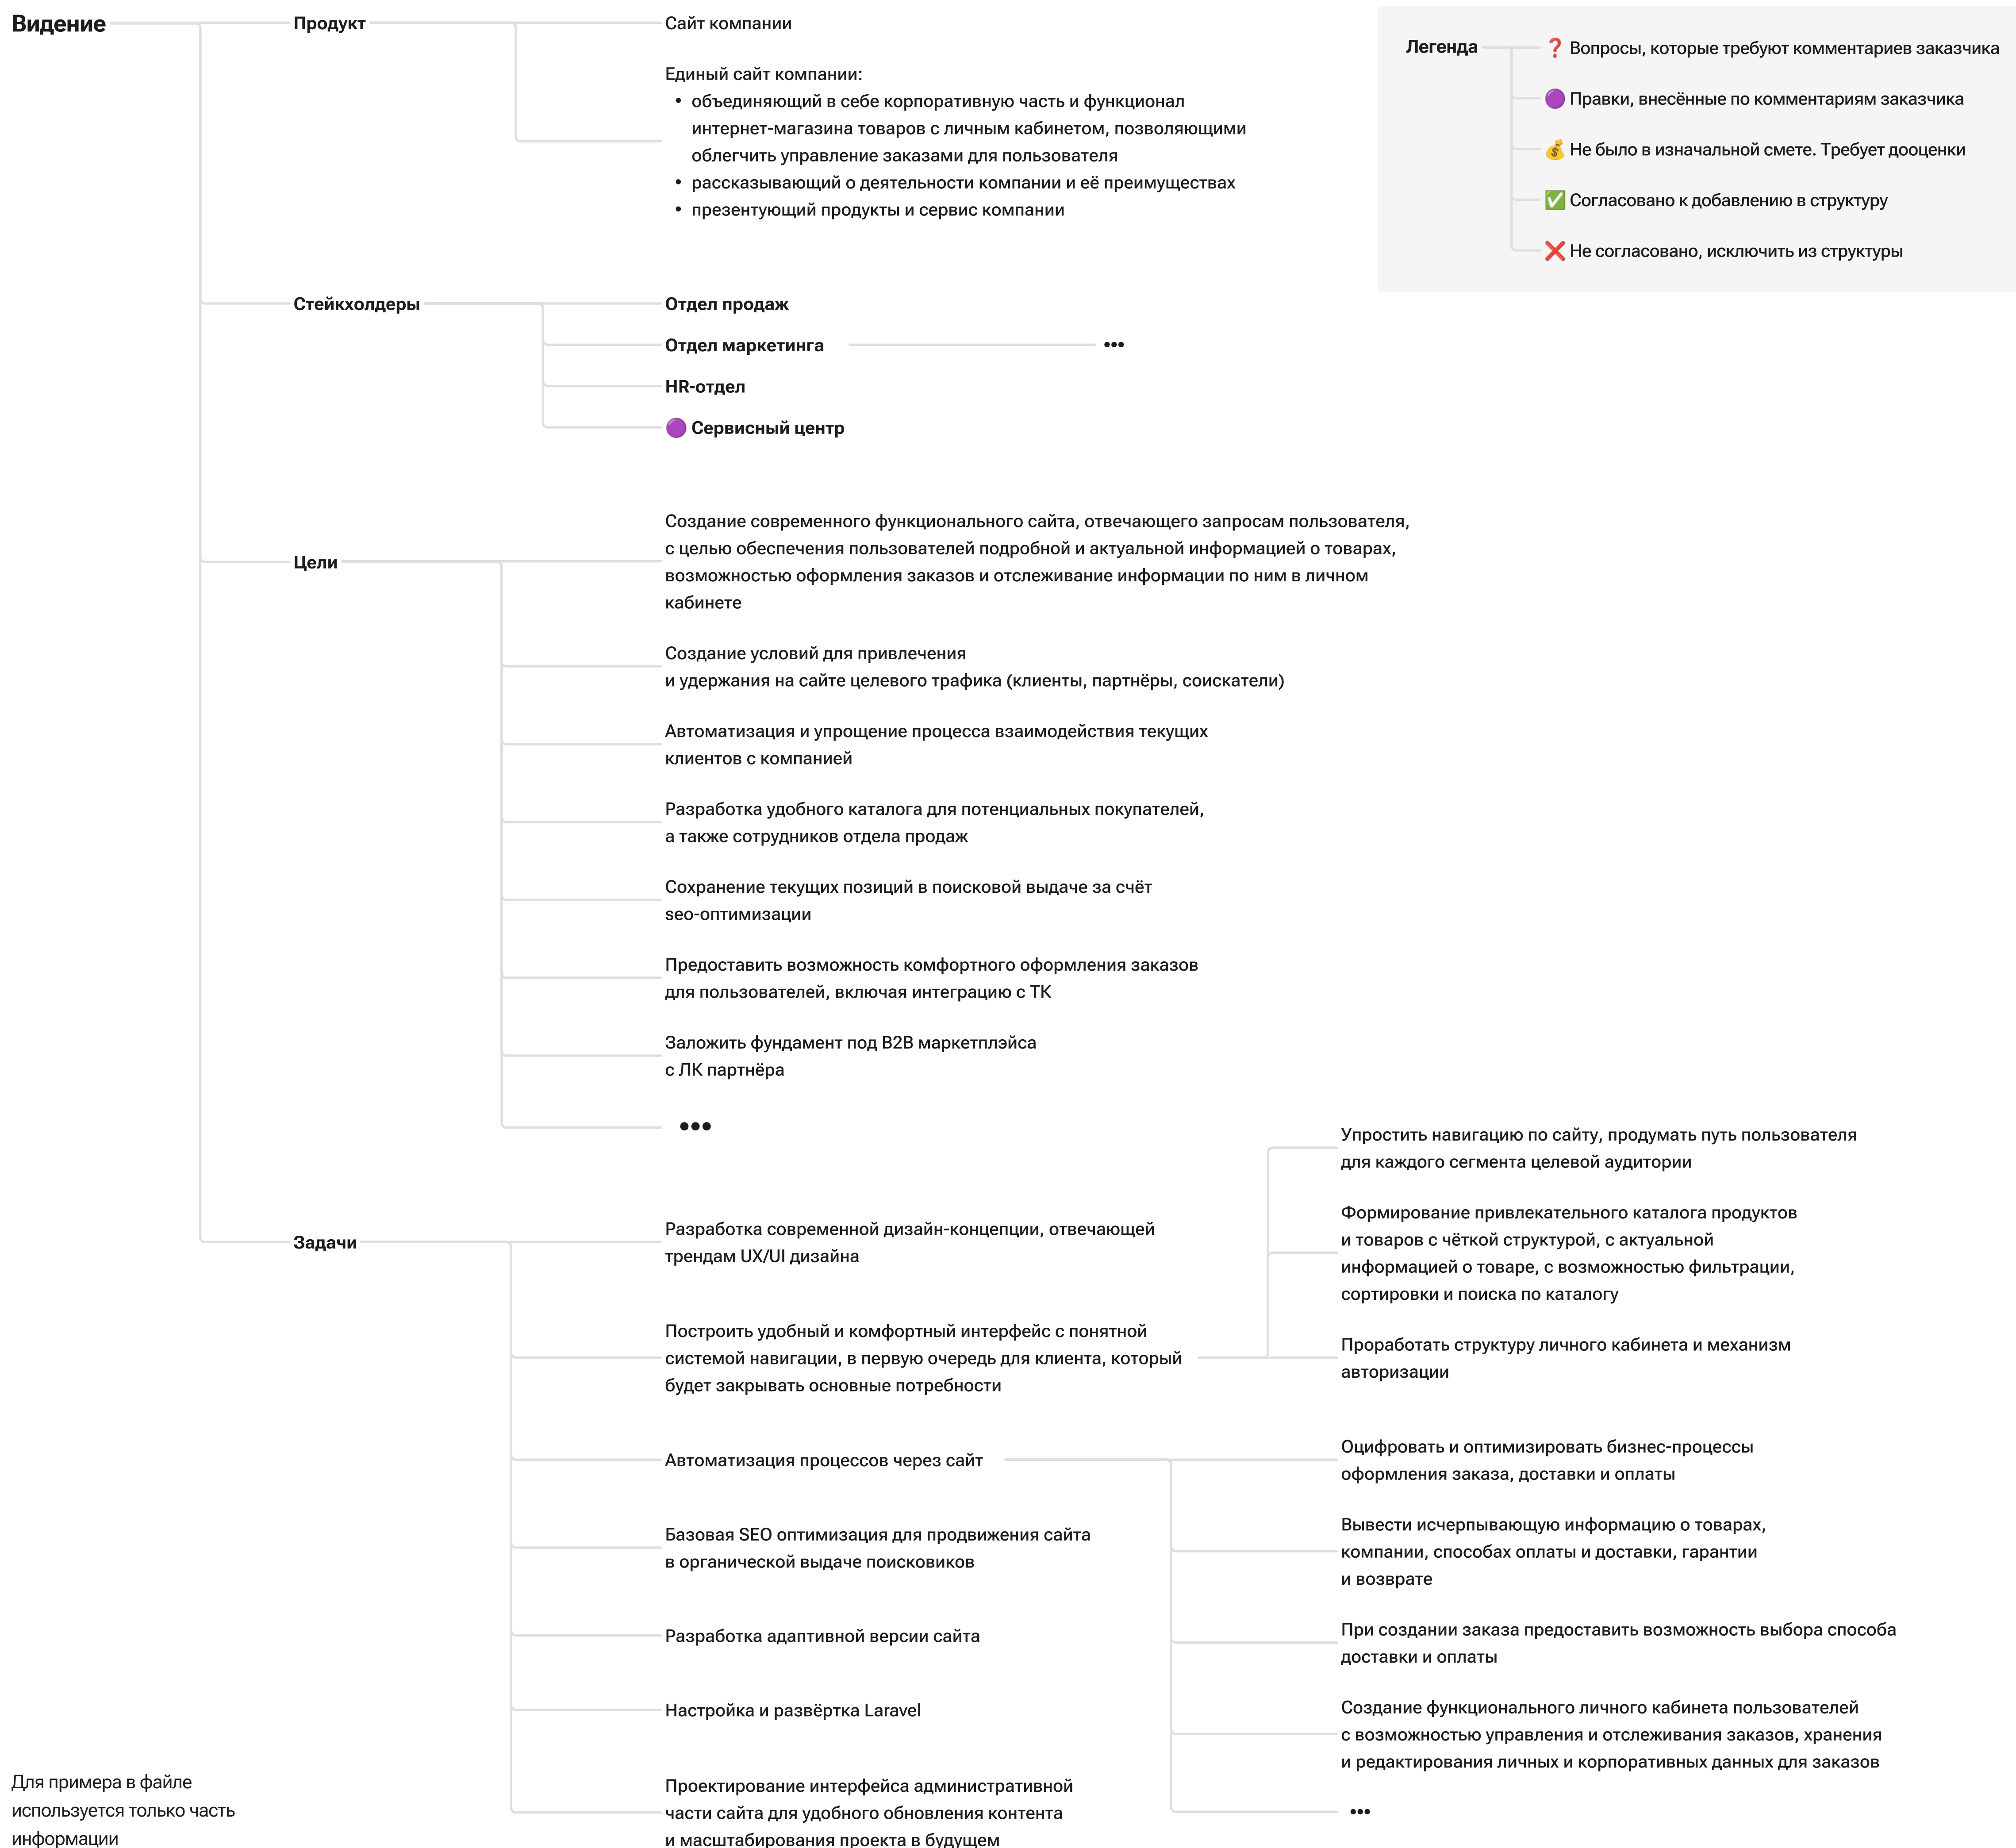 Видение
Продукт
Сайт компании
Единый сайт компании:
• объединяющий в себе корпоративную часть и функционал
интернет-магазина товаров с личным кабинетом, позволяющими
облегчить управление заказами для пользователя
• рассказывающий о деятельности компании и её преимуществах
• презентующий продукты и сервис компании
Легенда
❓ Вопросы, которые требуют комментариев заказчика
🟣 Правки, внесённые по комментариям заказчика
💰 Не было в изначальной смете. Требует дооценки
✅ Согласовано к добавлению в структуру
❌ Не согласовано, исключить из структуры
Стейкхолдеры
Отдел продаж
Отдел маркетинга
•••
HR-отдел
🟣 Сервисный центр
Цели
Создание современного функционального сайта, отвечающего запросам пользователя,
с целью обеспечения пользователей подробной и актуальной информацией о товарах,
возможностью оформления заказов и отслеживание информации по ним в личном
кабинете
Создание условий для привлечения
и удержания на сайте целевого трафика (клиенты, партнёры, соискатели)
Автоматизация и упрощение процесса взаимодействия текущих
клиентов с компанией
Разработка удобного каталога для потенциальных покупателей,
а также сотрудников отдела продаж
Сохранение текущих позиций в поисковой выдаче за счёт
seo-оптимизации
Предоставить возможность комфортного оформления заказов
для пользователей, включая интеграцию с ТК
Заложить фундамент под B2B маркетплэйса
с ЛК партнёра
•••
Задачи
Разработка современной дизайн-концепции, отвечающей
трендам UX/UI дизайна
Построить удобный и комфортный интерфейс с понятной
системой навигации, в первую очередь для клиента, который
будет закрывать основные потребности
Упростить навигацию по сайту, продумать путь пользователя
для каждого сегмента целевой аудитории
Формирование привлекательного каталога продуктов
и товаров с чёткой структурой, с актуальной
информацией о товаре, с возможностью фильтрации,
сортировки и поиска по каталогу
Проработать структуру личного кабинета и механизм
авторизации
Автоматизация процессов через сайт
Оцифровать и оптимизировать бизнес-процессы
оформления заказа, доставки и оплаты
Вывести исчерпывающую информацию о товарах,
компании, способах оплаты и доставки, гарантии
и возврате
При создании заказа предоставить возможность выбора способа
доставки и оплаты
Создание функционального личного кабинета пользователей
с возможностью управления и отслеживания заказов, хранения
и редактирования личных и корпоративных данных для заказов
•••
Базовая SEO оптимизация для продвижения сайта
в органической выдаче поисковиков
Разработка адаптивной версии сайта
Настройка и развёртка Laravel
Проектирование интерфейса административной
части сайта для удобного обновления контента
и масштабирования проекта в будущем
Для примера в файле
используется только часть
информации